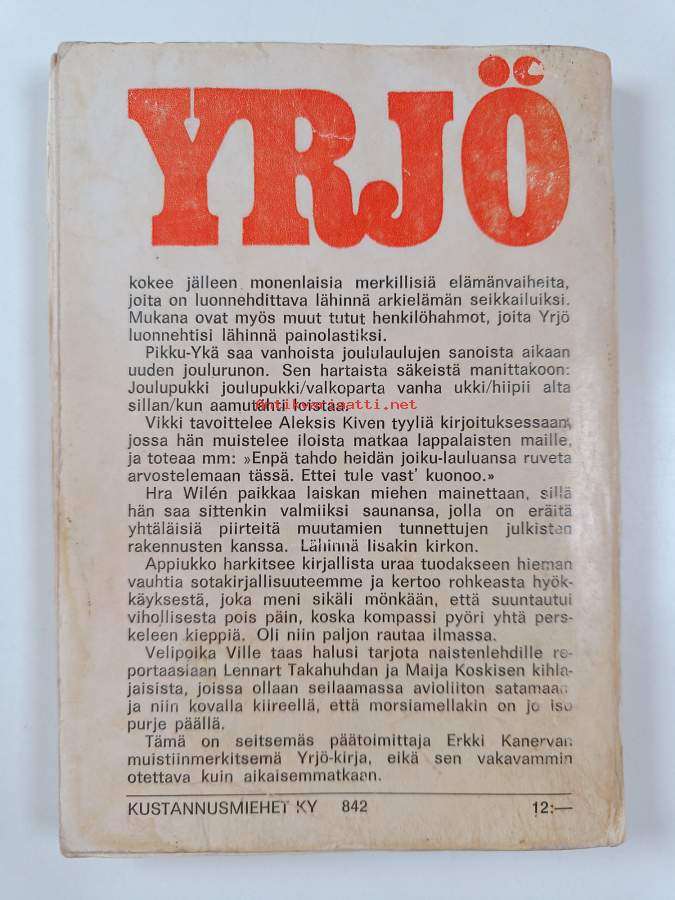 YRJÖ
kokee jälleen monenlaisia merkillisiä elämänvaiheita,
joita on luonnehdittava lähinnä arkielämän seikkailuiksi.
Mukana ovat myös muut tutut henkilöhahmot, joita Yrjö
luonnehtisi lähinnä painolastiksi.
Pikku-Ykä saa vanhoista joululaulujen sanoista aikaan
uuden joulurunon. Sen hartaista säkeistä manittakoon:
Joulupukki joulupukki/valkoparta vanha ukki/hiipii alta
sillan/kun aamutähti loistaa.
antikvariaatti.net
Vikki tavoittelee Aleksis Kiven tyyliä kirjoituksessaan,
jossa hän muistelee iloista matkaa lappalaisten maille,
ja toteaa mm: »Enpä tahdo heidän joiku-lauluansa ruveta
arvostelemaan tässä. Ettei tule vast' kuonoo.»
Hra Wilén paikkaa laiskan miehen mainettaan, sillä
hän saa sittenkin valmiiksi saunansa, jolla on eräitä
yhtäläisiä piirteitä muutamien tunnettujen julkisten
rakennusten kanssa. Lähinnä Iisakin kirkon.
Appiukko harkitsee kirjallista uraa tuodakseen hieman
vauhtia sotakirjallisuuteemme ja kertoo rohkeasta hyök-
käyksestä, joka meni sikäli mönkään, että suuntautui
vihollisesta pois päin, koska kompassi pyöri yhtä pers-
keleen kieppiä. Oli niin paljon rautaa ilmassa.
Velipoika Ville taas halusi tarjota naistenlehdille re-
portaasiaan Lennart Takahuhdan ja Maija Koskisen kihla-
jaisista, joissa ollaan seilaamassa avioliiton satamaan
ja niin kovalla kiireellä, että morsiamellakin on jo iso
purje päällä.
Tämä on seitsemäs päätoimittaja Erkki Kanervan
muistiinmerkitsemä Yrjö-kirja, eikä sen vakavammin
otettava kuin aikaisemmatkaan.
KUSTANNUSMIEHET KY 842 12:—